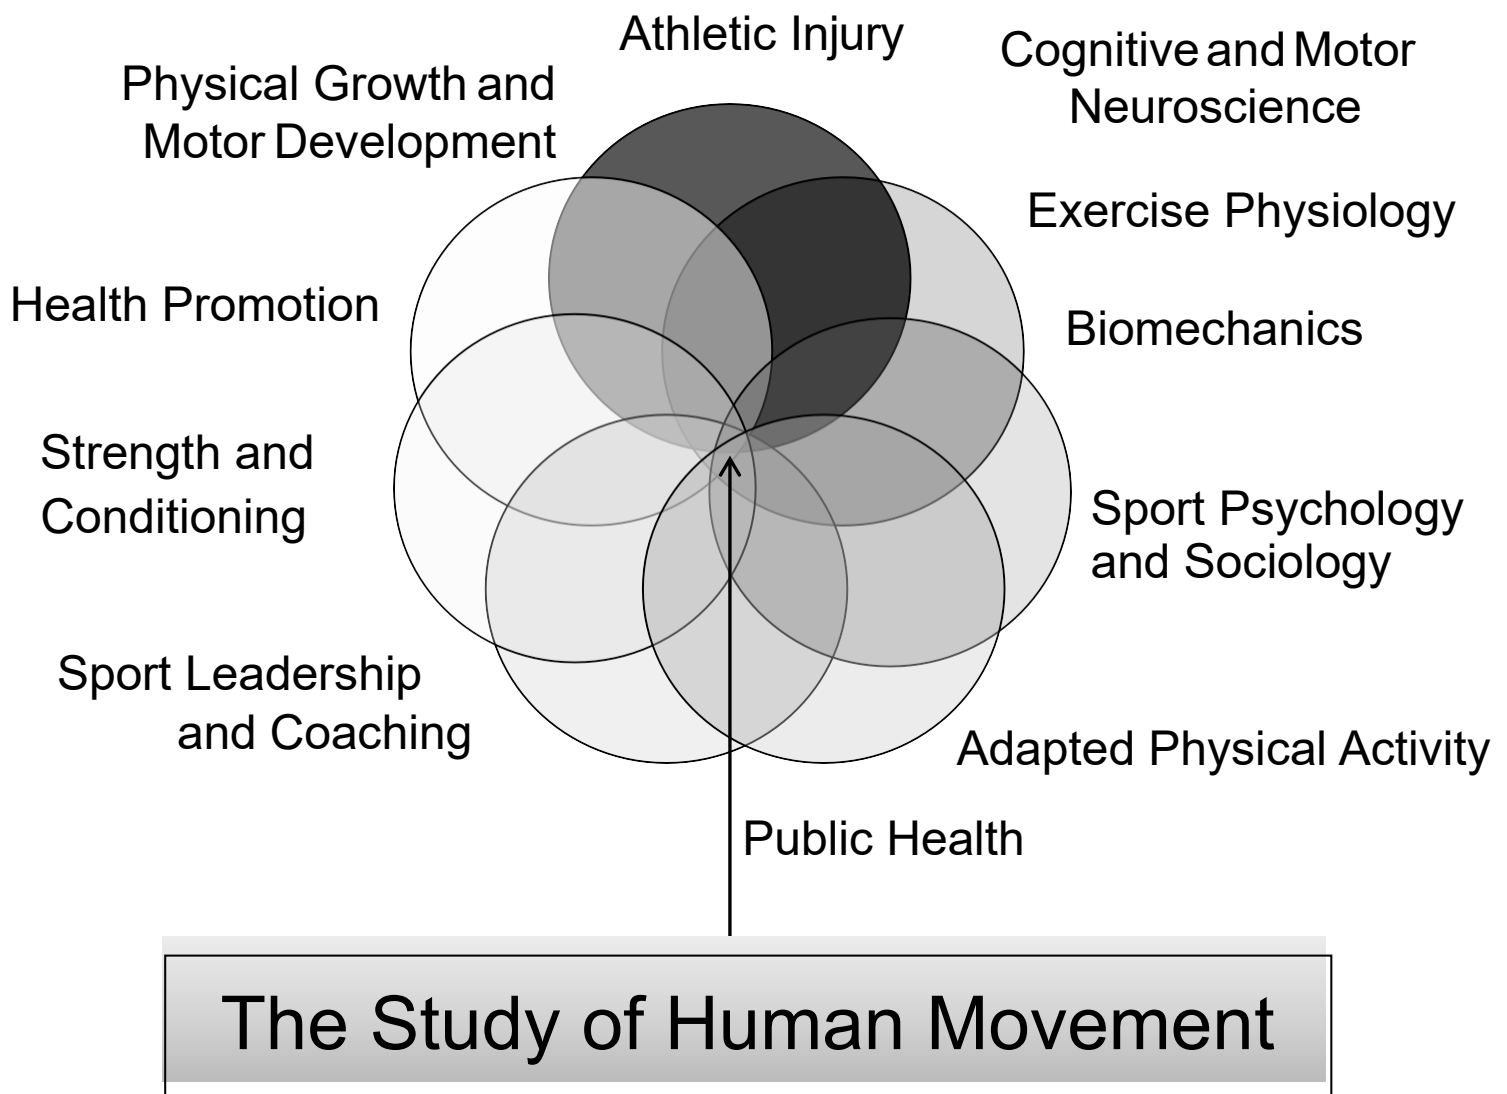 Athletic Injury
Cognitive and Motor
Neuroscience
Physical Growth and
Motor Development
Exercise Physiology
Health Promotion
Biomechanics
Strength and
Conditioning
Sport Psychology
and Sociology
Sport Leadership
and Coaching
Adapted Physical Activity
Public Health
The Study of Human Movement